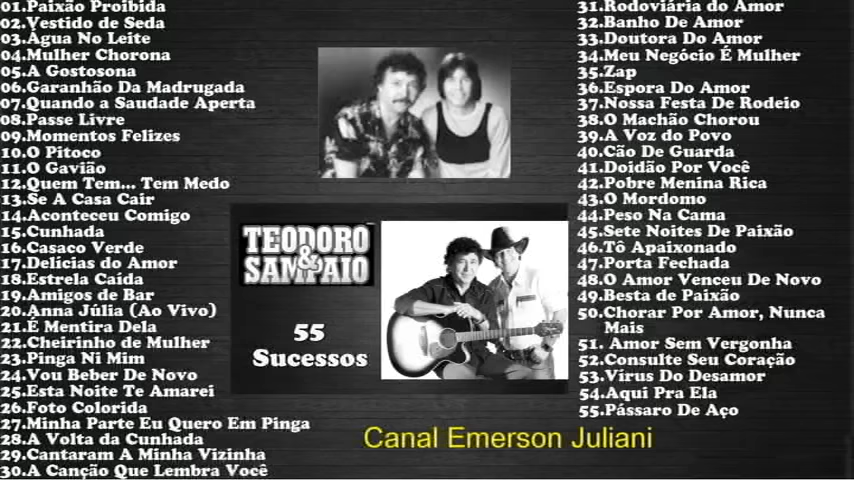 01.Paixão Proibida
02.Vestido de Seda
03.Água No Leite
04.Mulher Chorona
05.A Gostosona
06.Garanhão Da Madrugada
07.Quando a Saudade Aperta
08.Passe Livre
09.Momentos Felizes
10.O Pitoco
11.O Gavião
12.Quem Tem... Tem Medo
13.Se A Casa Cair
14.Aconteceu Comigo
15.Cunhada
16.Casaco Verde
17.Delícias do Amor
18.Estrela Caída
19.Amigos de Bar
20.Anna Júlia (Ao Vivo)
21.É Mentira Dela
22.Cheirinho de Mulher
23.Pinga Ni Mim
24.Vou Beber De Novo
25.Esta Noite Te Amarei
26.Foto Colorida
27.Minha Parte Eu Quero Em Pinga
28.A Volta da Cunhada
29.Cantaram A Minha Vizinha
30.A Canção Que Lembra Você
TEODORO
&
SAMPAIO
55
Sucessos
31.Rodoviária do Amor
32.Banho De Amor
33.Doutora Do Amor
34.Meu Negócio É Mulher
35.Zap
36.Espora Do Amor
37.Nossa Festa De Rodeio
38.O Machão Chorou
39.A Voz do Povo
40.Cão De Guarda
41.Doidão Por Você
42.Pobre Menina Rica
43.O Mordomo
44.Peso Na Cama
45.Sete Noites De Paixão
46.Tô Apaixonado
47.Porta Fechada
48.O Amor Venceu De Novo
49.Besta de Paixão
50.Chorar Por Amor, Nunca
Mais
51. Amor Sem Vergonha
52.Consulte Seu Coração
53.Vírus Do Desamor
54.Aqui Pra Ela
55.Pássaro De Aço
Canal Emerson Juliani